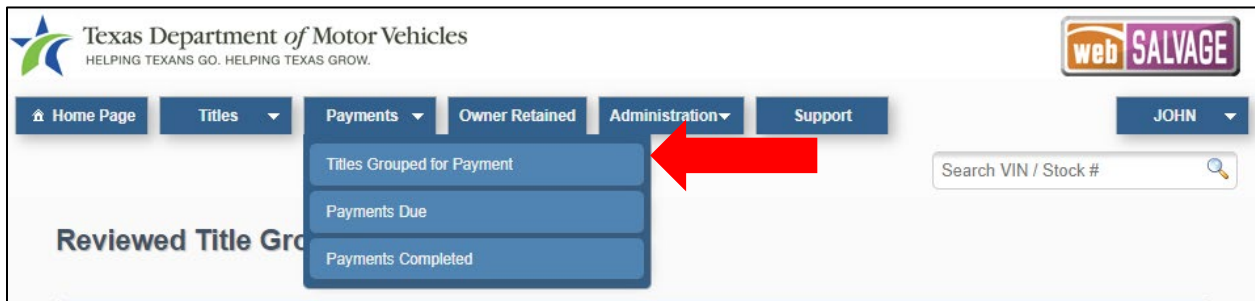 Texas Department of Motor Vehicles
HELPING TEXANS GO. HELPING TEXAS GROW.
web SALVAGE
Home Page Titles Payments Owner Retained Administration Support JOHN
Titles Grouped for Payment
Search VIN / Stock #
Payments Due
Reviewed Title
Payments Completed